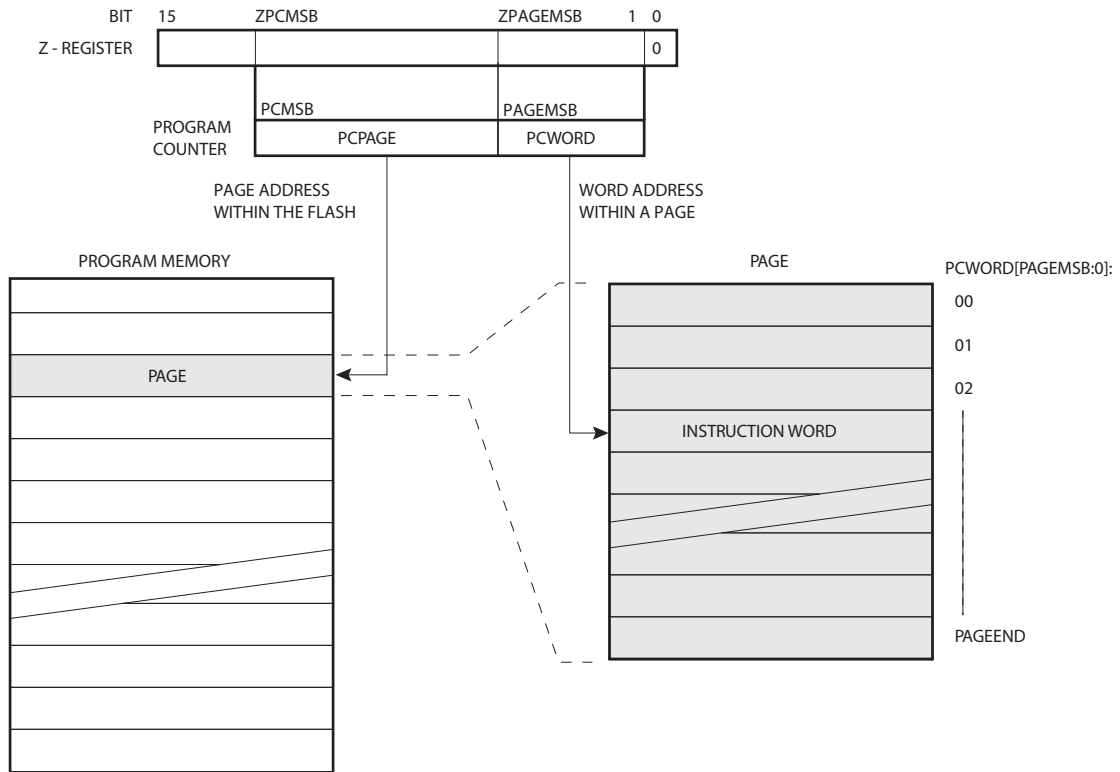 BIT 15 ZPCMSB ZPAGEMSB 1 0
Z - REGISTER 0
PCMSB PAGEMSB
PROGRAM
COUNTER
PCPAGE PCWORD
PAGE ADDRESS
WITHIN THE FLASH
WORD ADDRESS
WITHIN A PAGE
PROGRAM MEMORY
PAGE
PAGE
PCWORD[PAGEMSB:0]:
00
01
02
INSTRUCTION WORD
PAGEEND